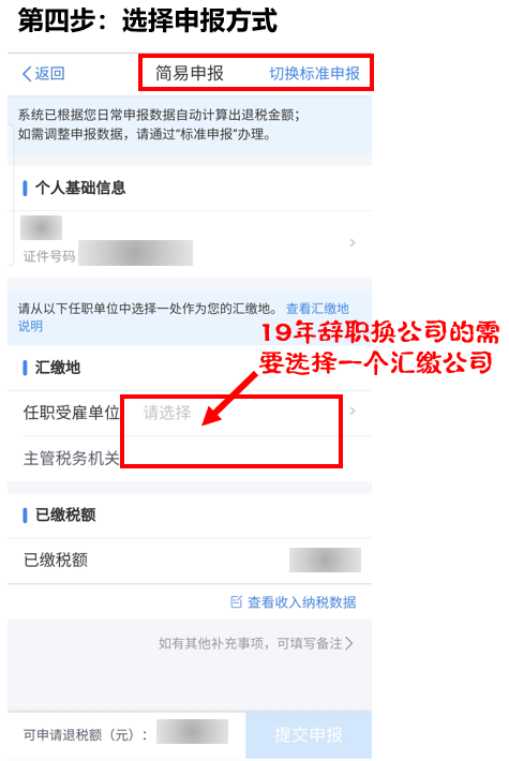 第四步：选择申报方式
返回 简易申报 切换标准申报
系统已根据您日常申报数据自动计算出退税金额；
如需调整申报数据，请通过“标准申报”办理。
个人基础信息
证件号码
请从以下任职单位中选择一处作为您的汇缴地。 查看汇缴地
说明
19年辞职换公司的需
要选择一个汇缴公司
汇缴地
任职受雇单位 请选择
主管税务机关
已缴税额
已缴税额
查看收入纳税数据
如有其他补充事项，可填写备注
可申请退税额（元）： 提交申报